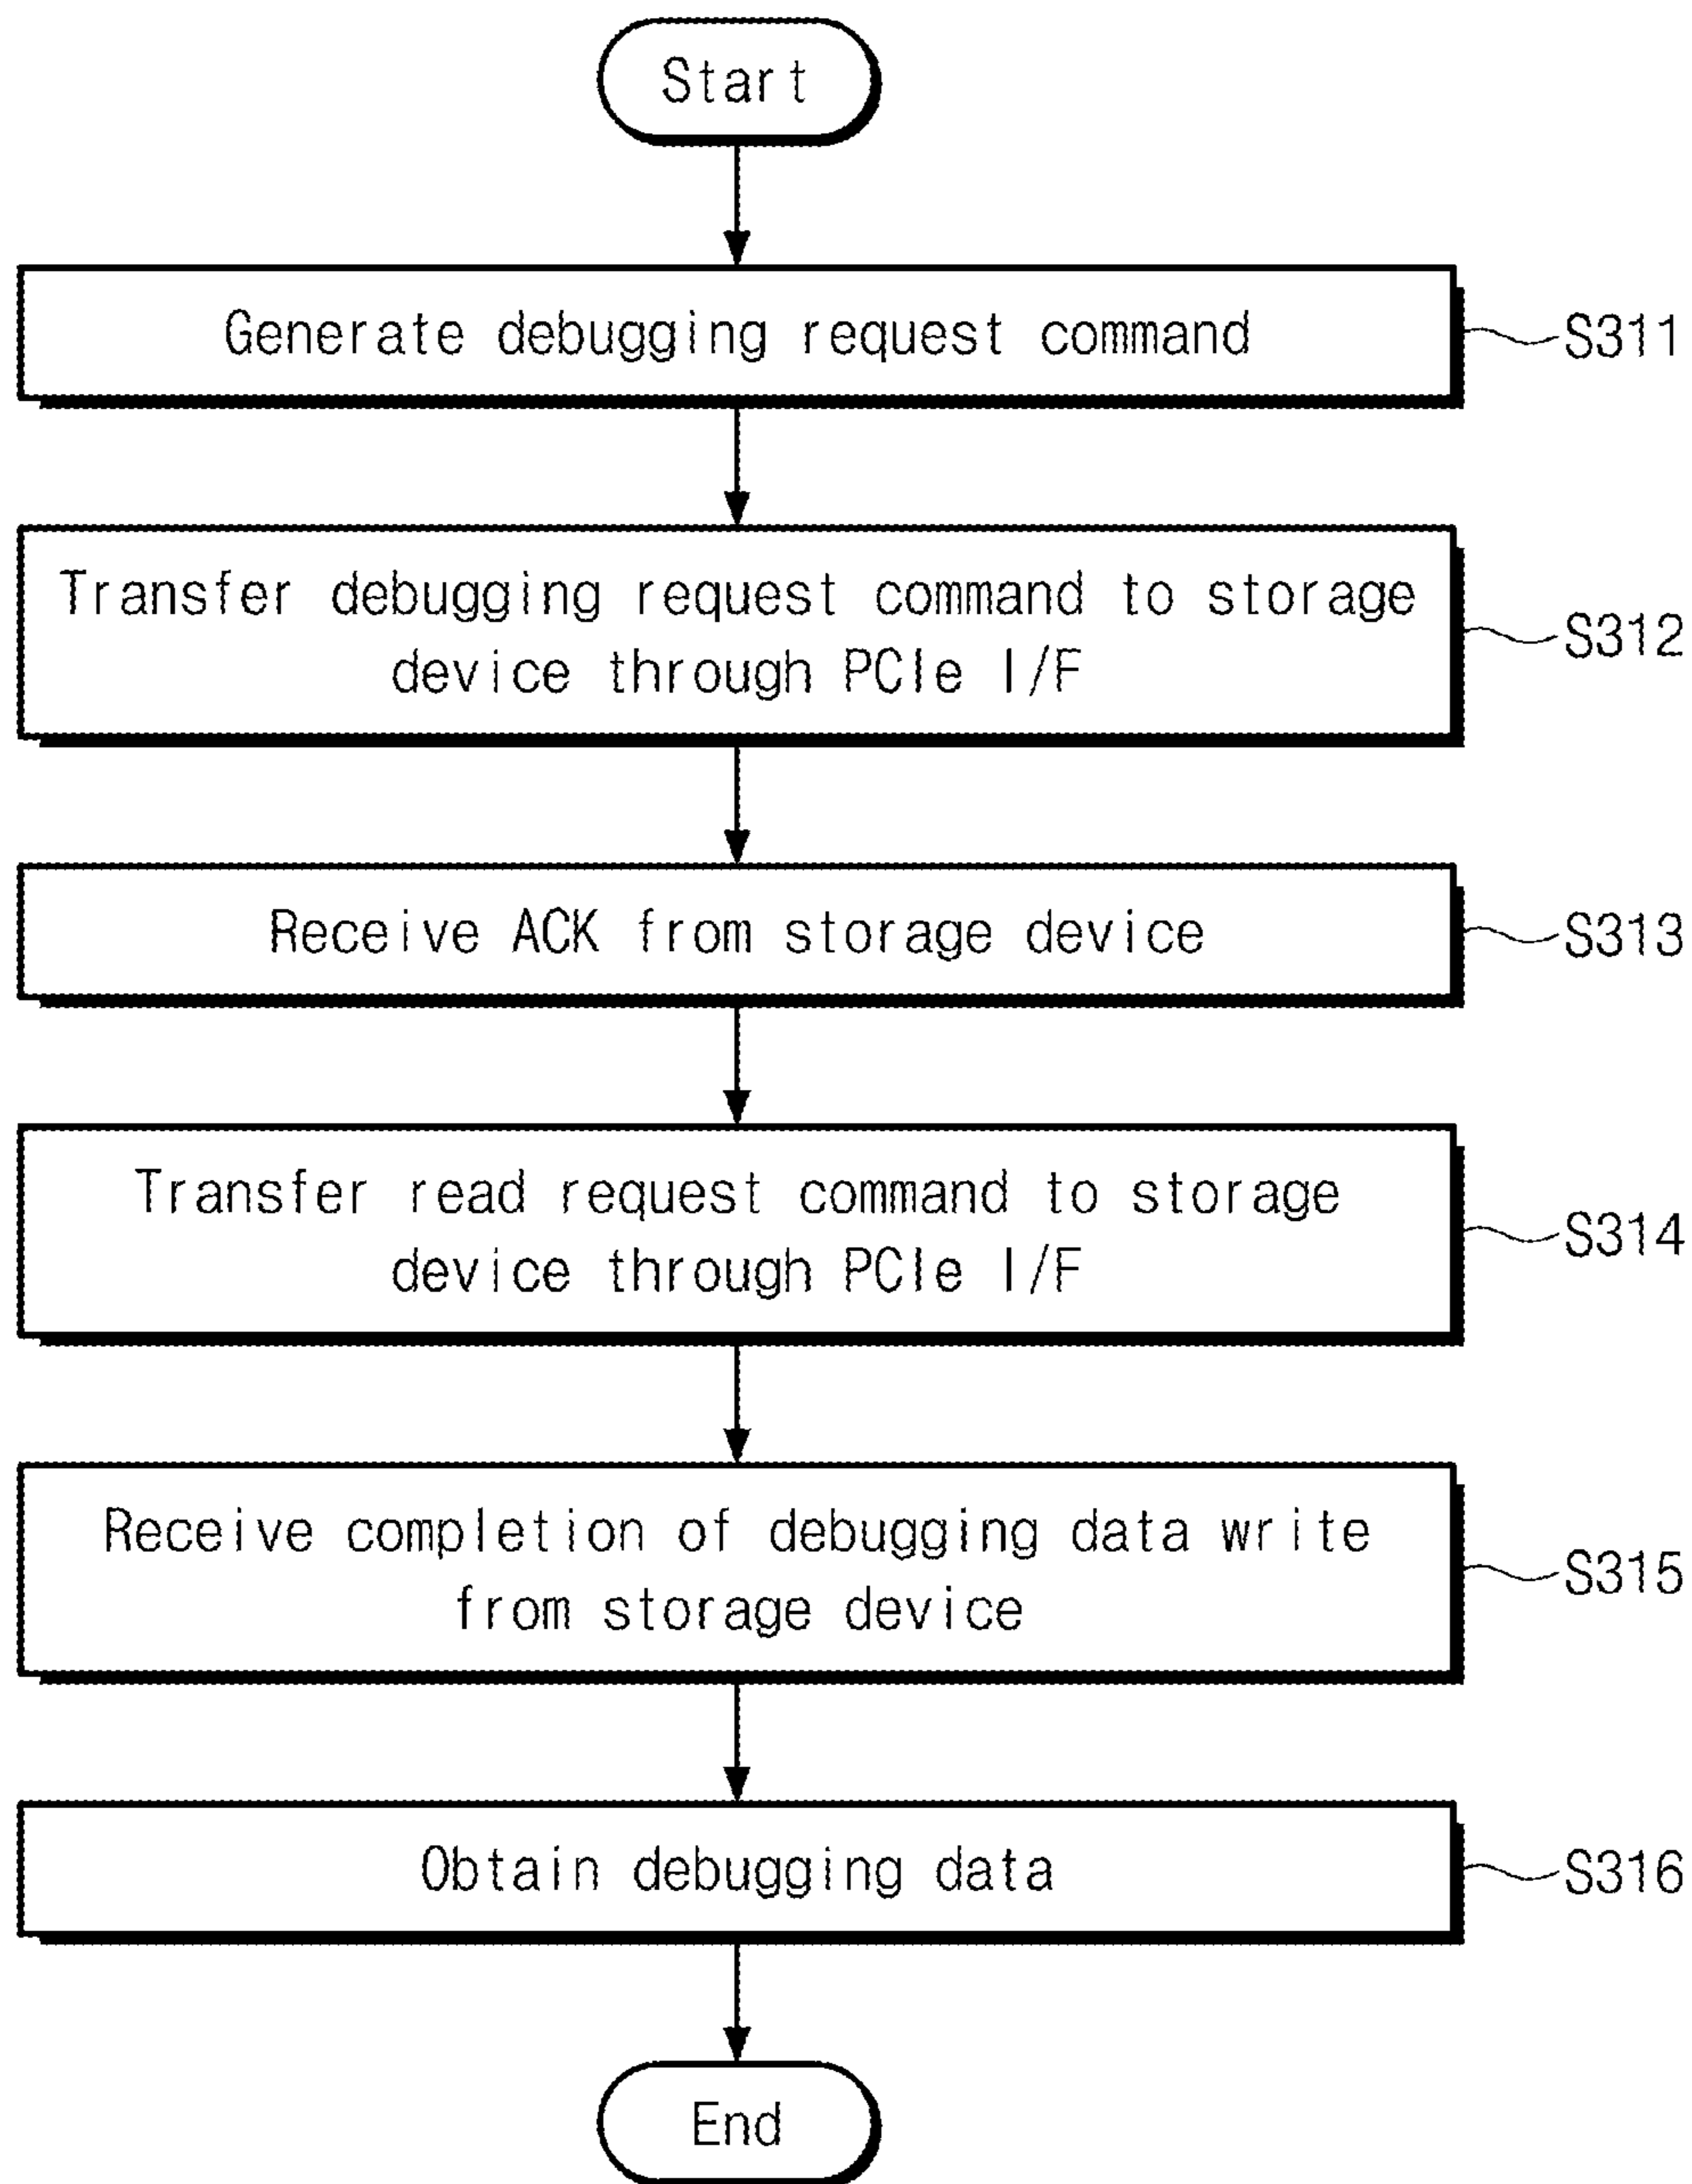 Start
Generate debugging request command
S311
Transfer debugging request command to storage
device through PCIe I/F
S312
Receive ACK from storage device
S313
Transfer read request command to storage
device through PCIe I/F
S314
Receive completion of debugging data write
from storage device
S315
Obtain debugging data
S316
End